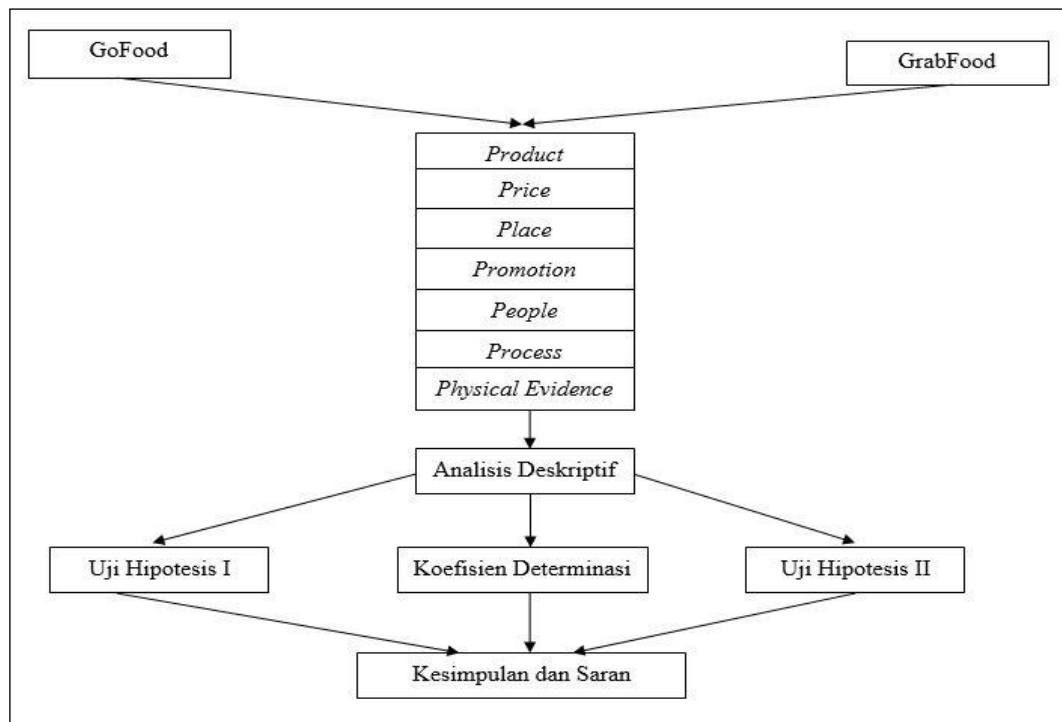 GoFood
GrabFood
Product
Price
Place
Promotion
People
Process
Physical Evidence
Analisis Deskriptif
Uji Hipotesis I
Koefisien Determinasi
Uji Hipotesis II
Kesimpulan dan Saran